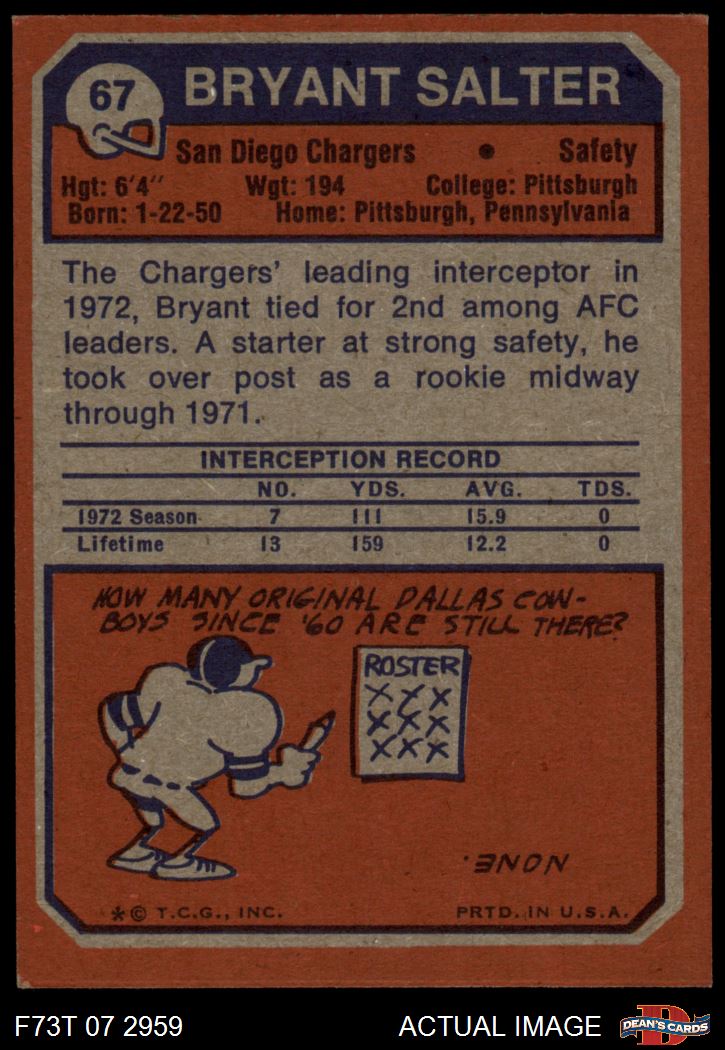 67 BRYANT SALTER
San Diego Chargers • Safety
Hgt: 6'4" Wgt: 194 College: Pittsburgh
Born: 1-22-50 Home: Pittsburgh, Pennsylvania
The Chargers' leading interceptor in
1972, Bryant tied for 2nd among AFC
leaders. A starter at strong safety, he
took over post as a rookie midway
through 1971.
INTERCEPTION RECORD
NO. YDS. AVG. TDS.
1972 Season 7 111 15.9 0
Lifetime 13 159 12.2 0
HOW MANY ORIGINAL DALLAS COW-
BOYS SINCE '60 ARE STILL THERE?
ROSTER
X X X
X X X
X X X
NONE.
*© T.C.G., INC. PRTD. IN U.S.A.
F73T 07 2959 ACTUAL IMAGE D DEAN'S CARDS